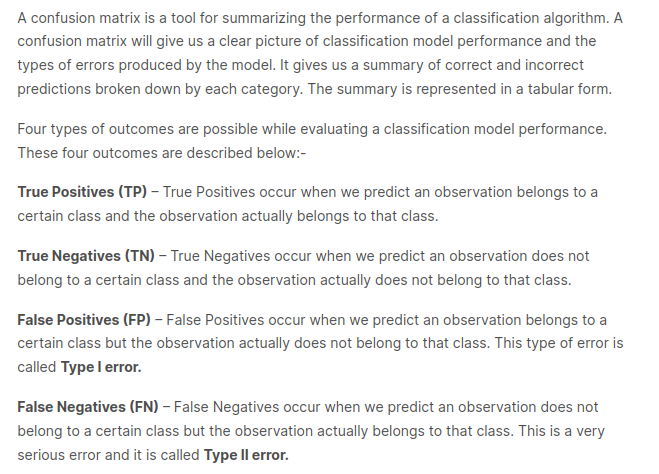 A confusion matrix is a tool for summarizing the performance of a classification algorithm. A
confusion matrix will give us a clear picture of classification model performance and the
types of errors produced by the model. It gives us a summary of correct and incorrect
predictions broken down by each category. The summary is represented in a tabular form.
Four types of outcomes are possible while evaluating a classification model performance.
These four outcomes are described below:-
True Positives (TP) – True Positives occur when we predict an observation belongs to a
certain class and the observation actually belongs to that class.
True Negatives (TN) – True Negatives occur when we predict an observation does not
belong to a certain class and the observation actually does not belong to that class.
False Positives (FP) – False Positives occur when we predict an observation belongs to a
certain class but the observation actually does not belong to that class. This type of error is
called Type I error.
False Negatives (FN) – False Negatives occur when we predict an observation does not
belong to a certain class but the observation actually belongs to that class. This is a very
serious error and it is called Type II error.